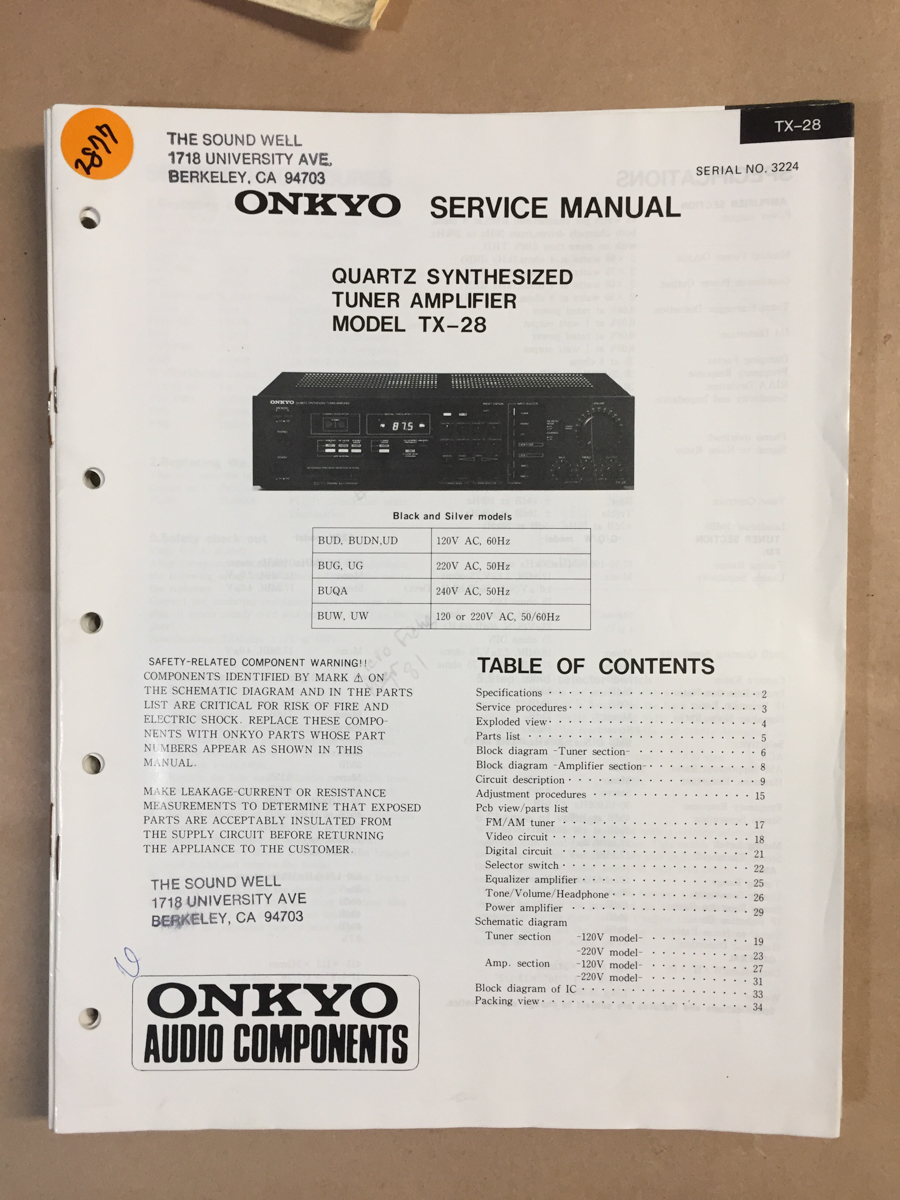 2877
TX-28
THE SOUND WELL
1718 UNIVERSITY AVE.
BERKELEY, CA 94703
SERIAL NO. 3224
ONKYO SERVICE MANUAL
QUARTZ SYNTHESIZED
TUNER AMPLIFIER
MODEL TX-28
ONKYO
87.5
Black and Silver models
BUD, BUDN,UD 120V AC, 60Hz
BUG, UG 220V AC, 50Hz
BUQA 240V AC, 50Hz
BUW, UW 120 or 220V AC, 50/60Hz
SAFETY-RELATED COMPONENT WARNING!!
COMPONENTS IDENTIFIED BY MARK ⚠ ON
THE SCHEMATIC DIAGRAM AND IN THE PARTS
LIST ARE CRITICAL FOR RISK OF FIRE AND
ELECTRIC SHOCK. REPLACE THESE COMPO-
NENTS WITH ONKYO PARTS WHOSE PART
NUMBERS APPEAR AS SHOWN IN THIS
MANUAL.
MAKE LEAKAGE-CURRENT OR RESISTANCE
MEASUREMENTS TO DETERMINE THAT EXPOSED
PARTS ARE ACCEPTABLY INSULATED FROM
THE SUPPLY CIRCUIT BEFORE RETURNING
THE APPLIANCE TO THE CUSTOMER.
THE SOUND WELL
1718 UNIVERSITY AVE
BERKELEY, CA 94703
ONKYO
AUDIO COMPONENTS
TABLE OF CONTENTS
Specifications 2
Service procedures 3
Exploded view 4
Parts list 5
Block diagram -Tuner section- 6
Block diagram -Amplifier section- 8
Circuit description 9
Adjustment procedures 15
Pcb view/parts list
FM/AM tuner 17
Video circuit 18
Digital circuit 21
Selector switch 22
Equalizer amplifier 25
Tone/Volume/Headphone 26
Power amplifier 29
Schematic diagram
Tuner section -120V model- 19
-220V model- 23
Amp. section -120V model- 27
-220V model- 31
Block diagram of IC 33
Packing view 34